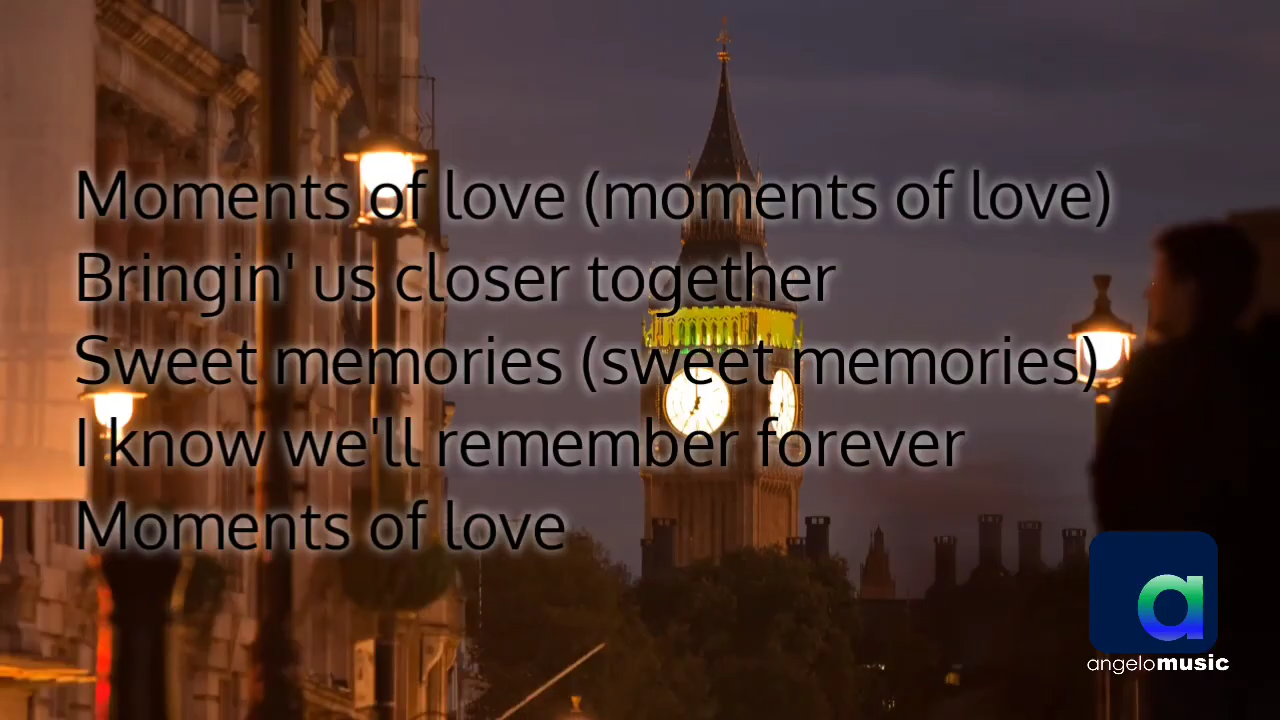 Moments of love (moments of love)
Bringin' us closer together
Sweet memories (sweet memories)
I know we'll remember forever
Moments of love
a
angelomusic